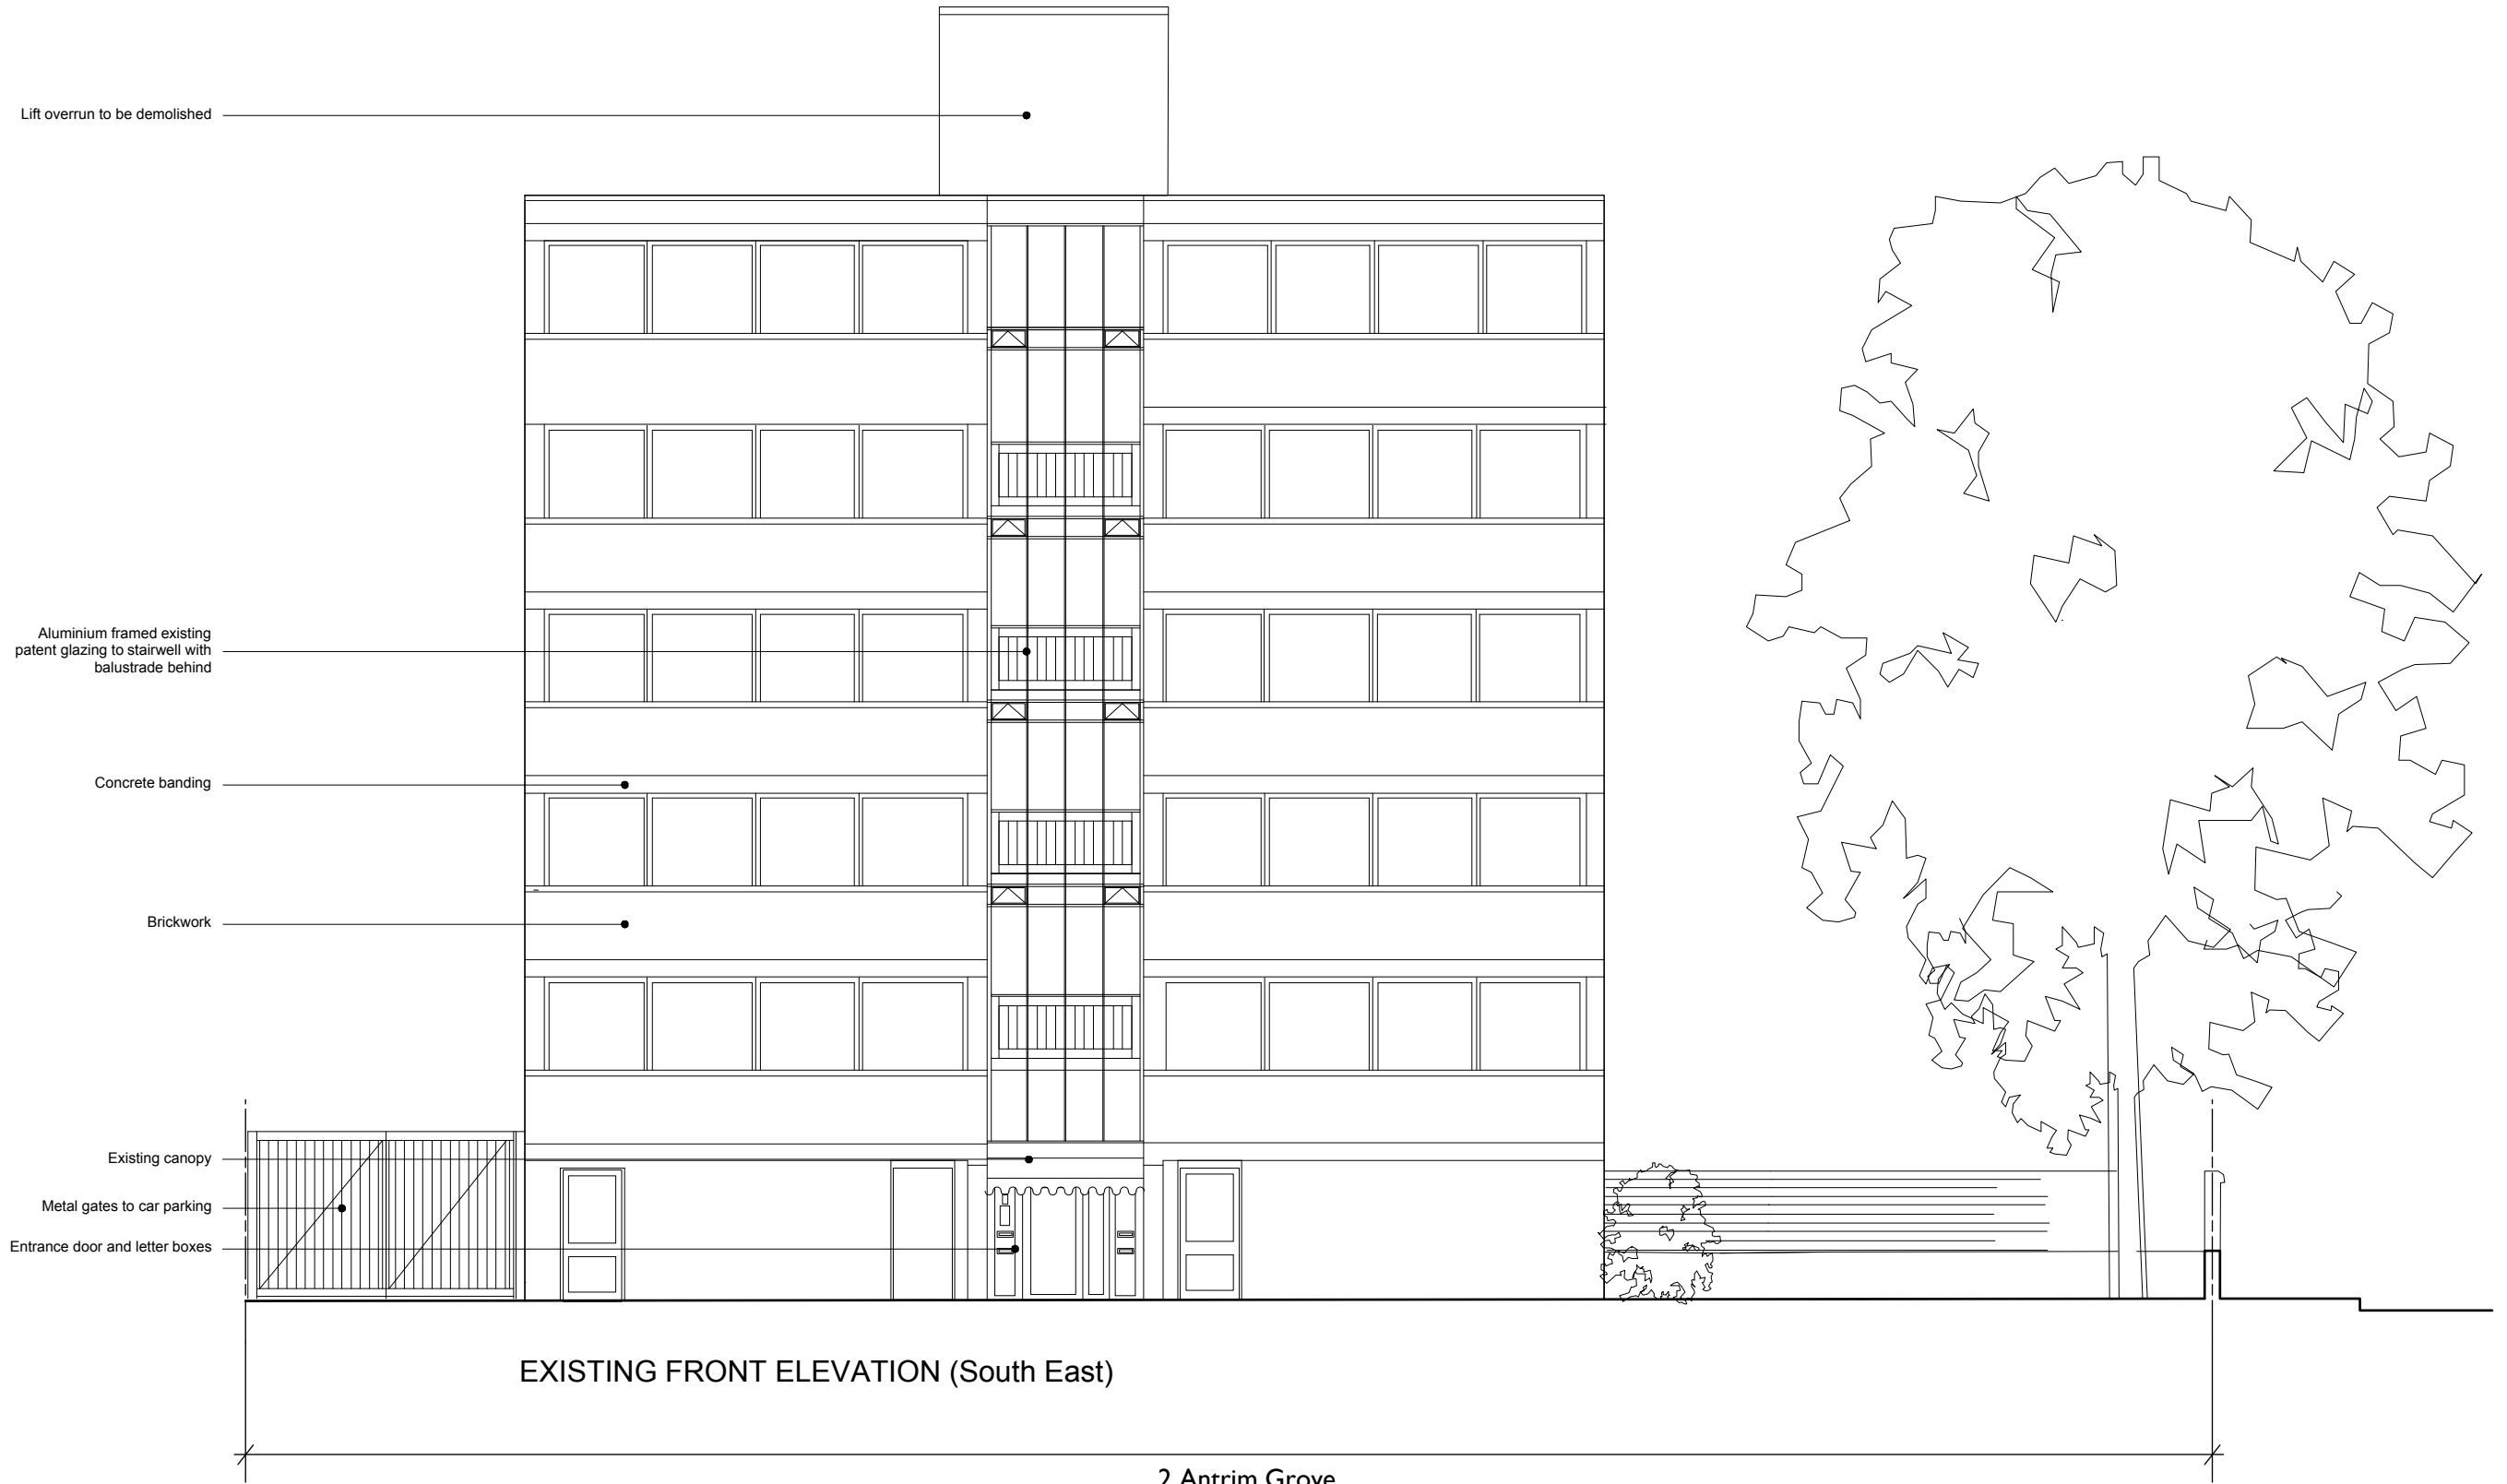 Lift overrun to be demolished
Aluminium framed existing
patent glazing to stairwell with
balustrade behind
Concrete banding
Brickwork
Existing canopy
Metal gates to car parking
Entrance door and letter boxes
EXISTING FRONT ELEVATION (South East)
2 Antrim Grove